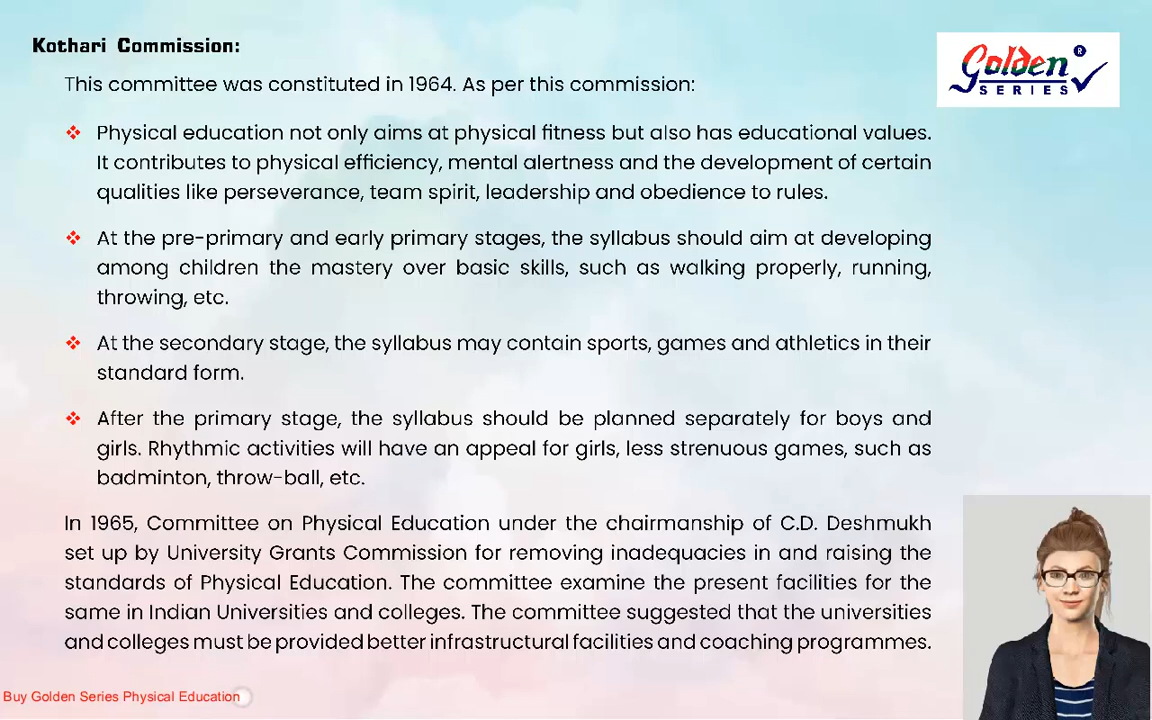 Kothari Commission:
Golden ®
SERIES
This committee was constituted in 1964. As per this commission:
Physical education not only aims at physical fitness but also has educational values.
It contributes to physical efficiency, mental alertness and the development of certain
qualities like perseverance, team spirit, leadership and obedience to rules.
At the pre-primary and early primary stages, the syllabus should aim at developing
among children the mastery over basic skills, such as walking properly, running,
throwing, etc.
At the secondary stage, the syllabus may contain sports, games and athletics in their
standard form.
After the primary stage, the syllabus should be planned separately for boys and
girls. Rhythmic activities will have an appeal for girls, less strenuous games, such as
badminton, throw-ball, etc.
In 1965, Committee on Physical Education under the chairmanship of C.D. Deshmukh
set up by University Grants Commission for removing inadequacies in and raising the
standards of Physical Education. The committee examine the present facilities for the
same in Indian Universities and colleges. The committee suggested that the universities
and colleges must be provided better infrastructural facilities and coaching programmes.
Buy Golden Series Physical Education